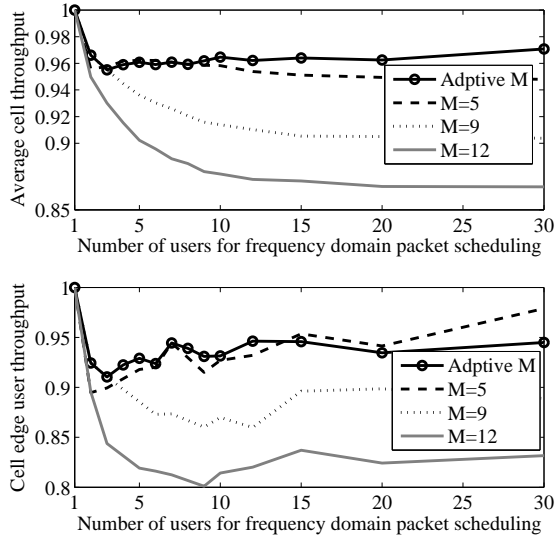 Average cell throughput
1
0.98
0.96
0.94
0.92
0.9
0.85
1 5 10 15 20 25 30
Number of users for frequency domain packet scheduling
Adptive M
M=5
M=9
M=12
Cell edge user throughput
1
0.95
0.9
0.85
0.8
1 5 10 15 20 25 30
Number of users for frequency domain packet scheduling
Adptive M
M=5
M=9
M=12